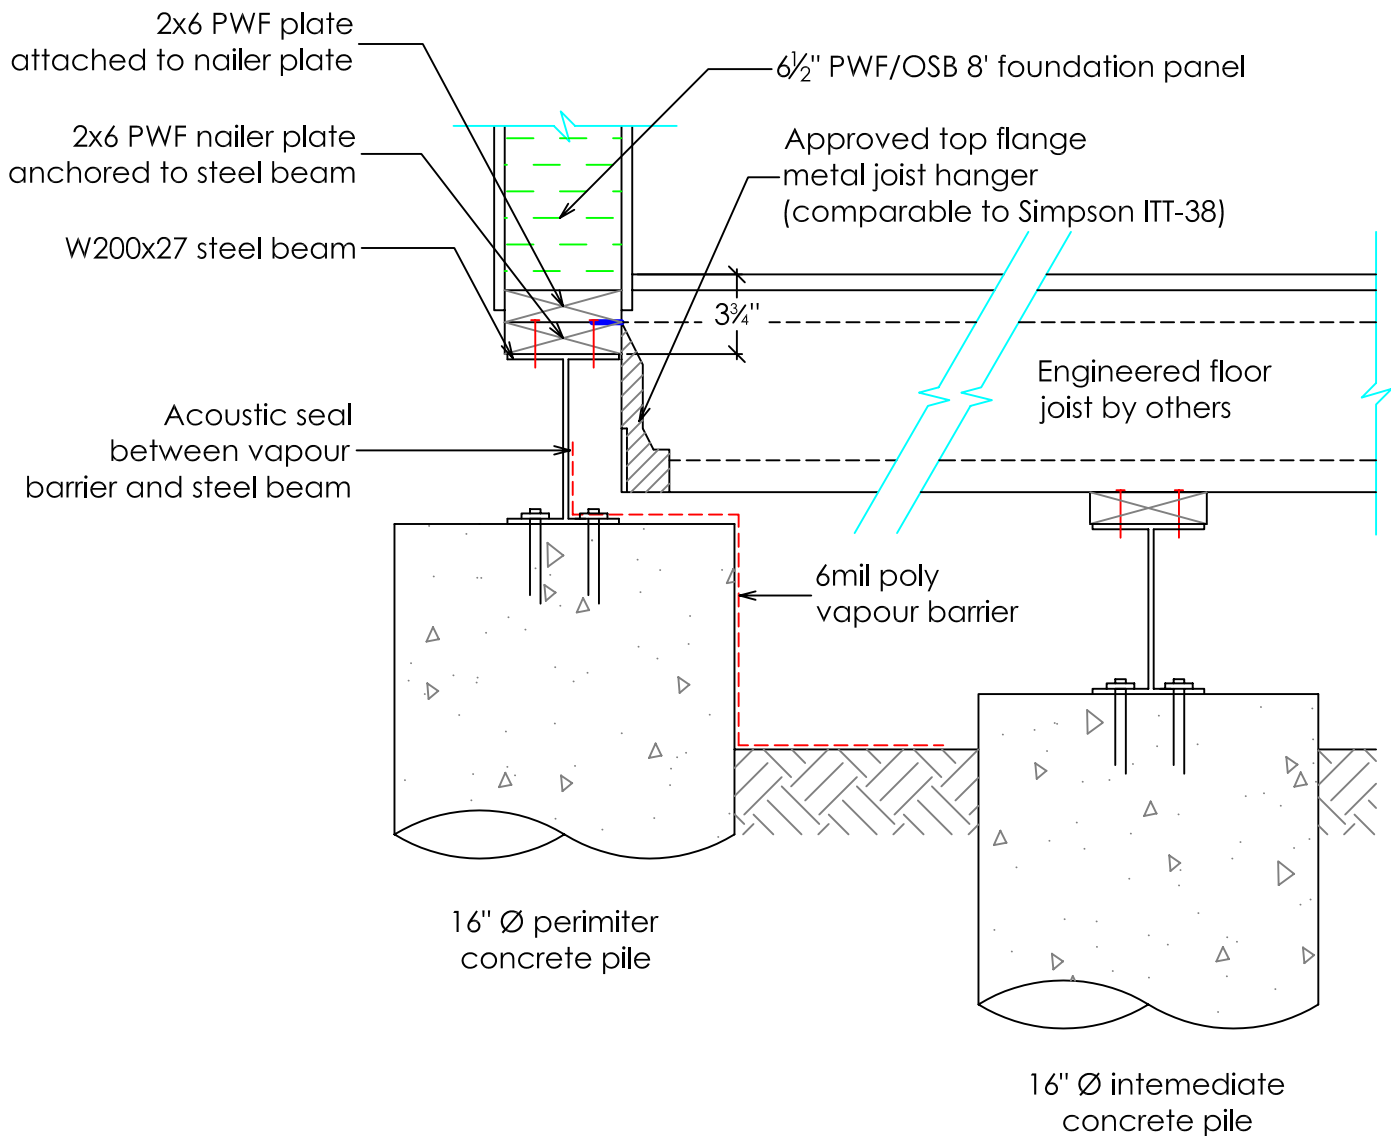 2x6 PWF plate
attached to nailer plate
6½" PWF/OSB 8' foundation panel
2x6 PWF nailer plate
anchored to steel beam
Approved top flange
metal joist hanger
(comparable to Simpson ITT-38)
W200x27 steel beam
3¾"
Engineered floor
joist by others
Acoustic seal
between vapour
barrier and steel beam
6mil poly
vapour barrier
16" Ø perimiter
concrete pile
16" Ø intemediate
concrete pile